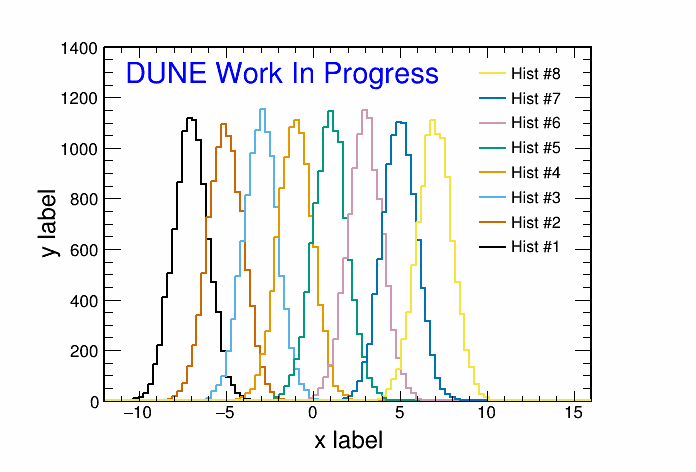 DUNE Work In Progress
Hist #8
Hist #7
Hist #6
Hist #5
Hist #4
Hist #3
Hist #2
Hist #1
y label
1400
1200
1000
800
600
400
200
0
−10 −5 0 5 10 15
x label